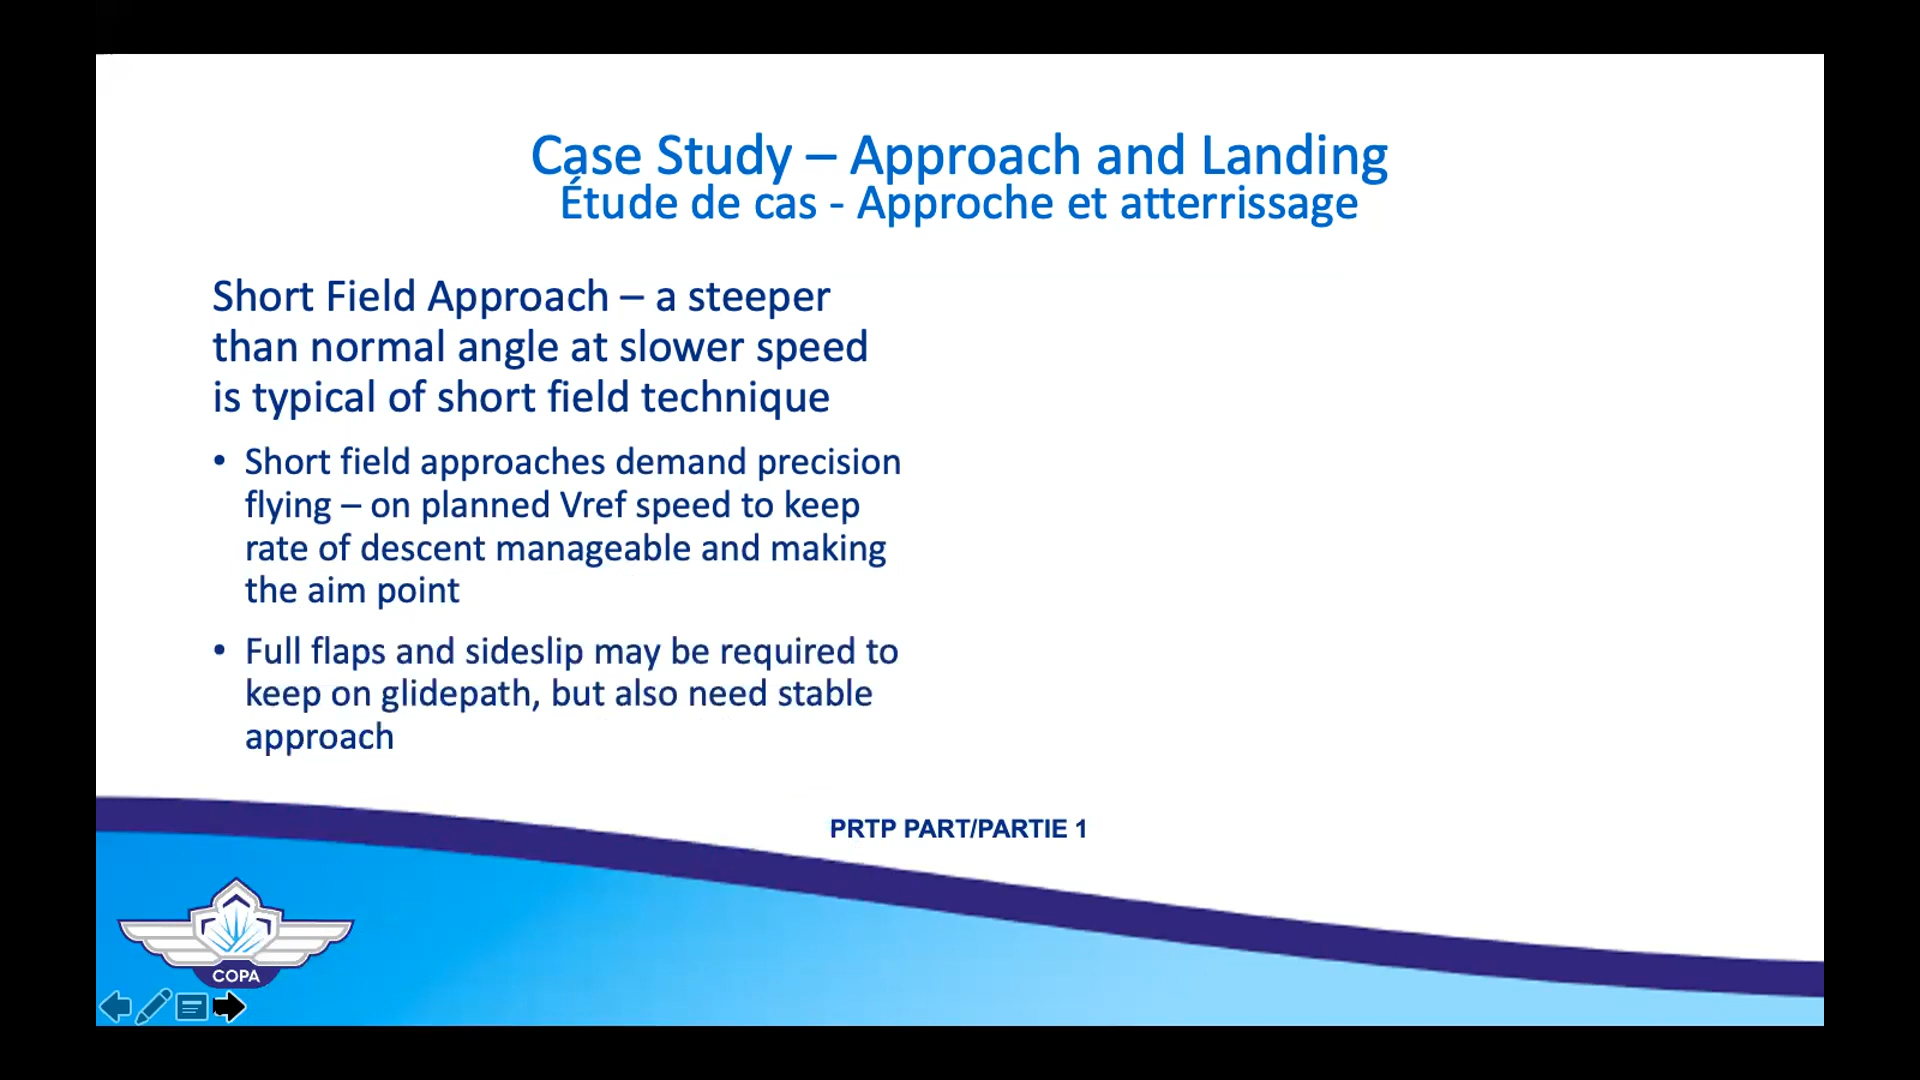 Case Study – Approach and Landing
Étude de cas - Approche et atterrissage
Short Field Approach – a steeper
than normal angle at slower speed
is typical of short field technique
• Short field approaches demand precision
flying – on planned Vref speed to keep
rate of descent manageable and making
the aim point
• Full flaps and sideslip may be required to
keep on glidepath, but also need stable
approach
PRTP PART/PARTIE 1
COPA